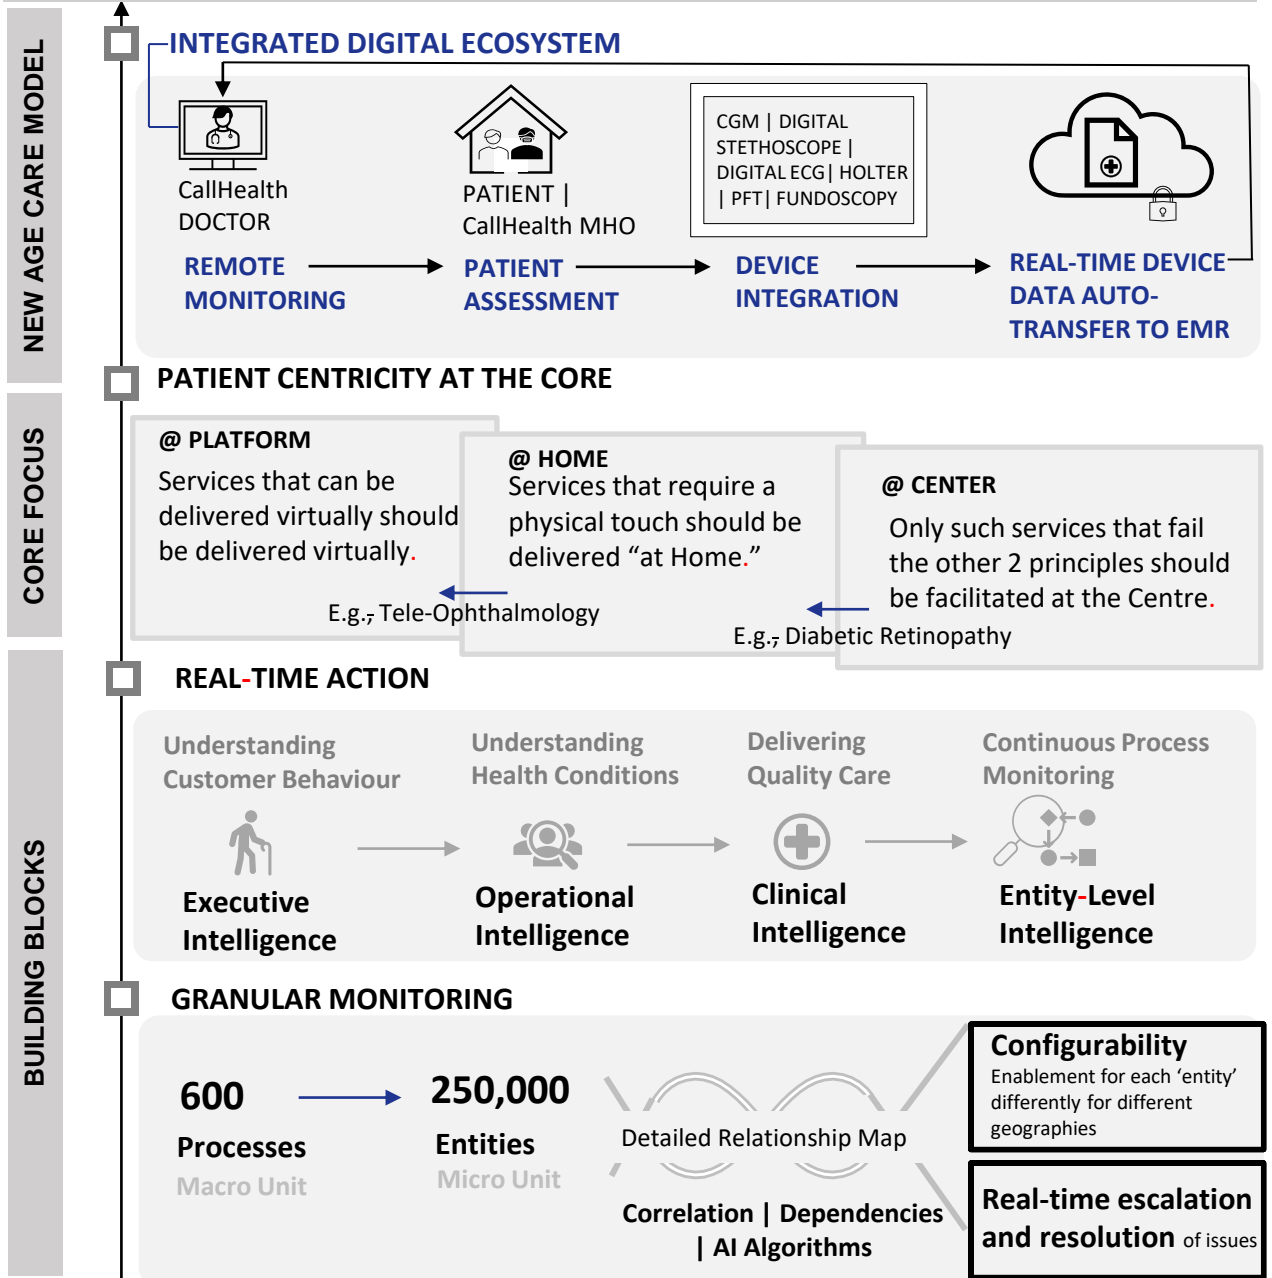 NEW AGE CARE MODEL
INTEGRATED DIGITAL ECOSYSTEM
CallHealth
DOCTOR
PATIENT |
CallHealth MHO
CGM | DIGITAL
STETHOSCOPE |
DIGITAL ECG| HOLTER
| PFT| FUNDOSCOPY
REMOTE
MONITORING
PATIENT
ASSESSMENT
DEVICE
INTEGRATION
REAL-TIME DEVICE
DATA AUTO-
TRANSFER TO EMR
CORE FOCUS
PATIENT CENTRICITY AT THE CORE
@ PLATFORM
Services that can be
delivered virtually should
be delivered virtually.
E.g., Tele-Ophthalmology
@ HOME
Services that require a
physical touch should be
delivered “at Home.”
E.g., Diabetic Retinopathy
@ CENTER
Only such services that fail
the other 2 principles should
be facilitated at the Centre.
BUILDING BLOCKS
REAL-TIME ACTION
Understanding
Customer Behaviour
Executive
Intelligence
Understanding
Health Conditions
Operational
Intelligence
Delivering
Quality Care
Clinical
Intelligence
Continuous Process
Monitoring
Entity-Level
Intelligence
GRANULAR MONITORING
600
Processes
Macro Unit
250,000
Entities
Micro Unit
Detailed Relationship Map
Correlation | Dependencies
| AI Algorithms
Configurability
Enablement for each ‘entity’
differently for different
geographies
Real-time escalation
and resolution of issues